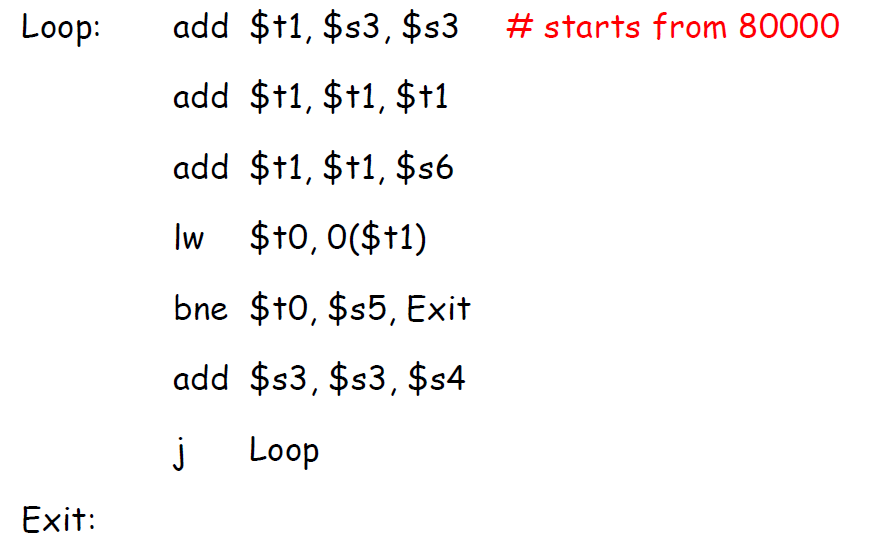 Loop: add $t1, $s3, $s3 # starts from 80000
add $t1, $t1, $t1
add $t1, $t1, $s6
lw $t0, 0($t1)
bne $t0, $s5, Exit
add $s3, $s3, $s4
j Loop
Exit: